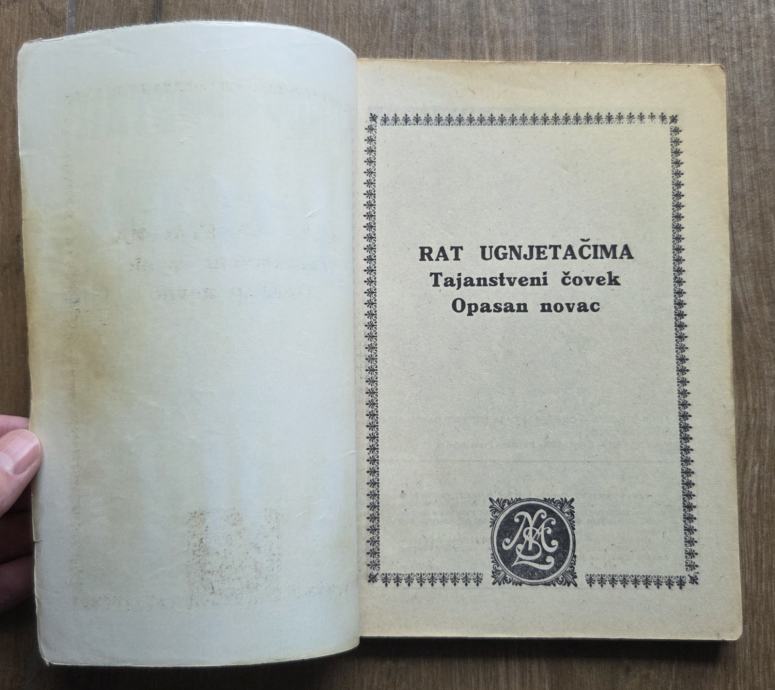 RAT UGNJETAČIMA
Tajanstveni čovek
Opasan novac